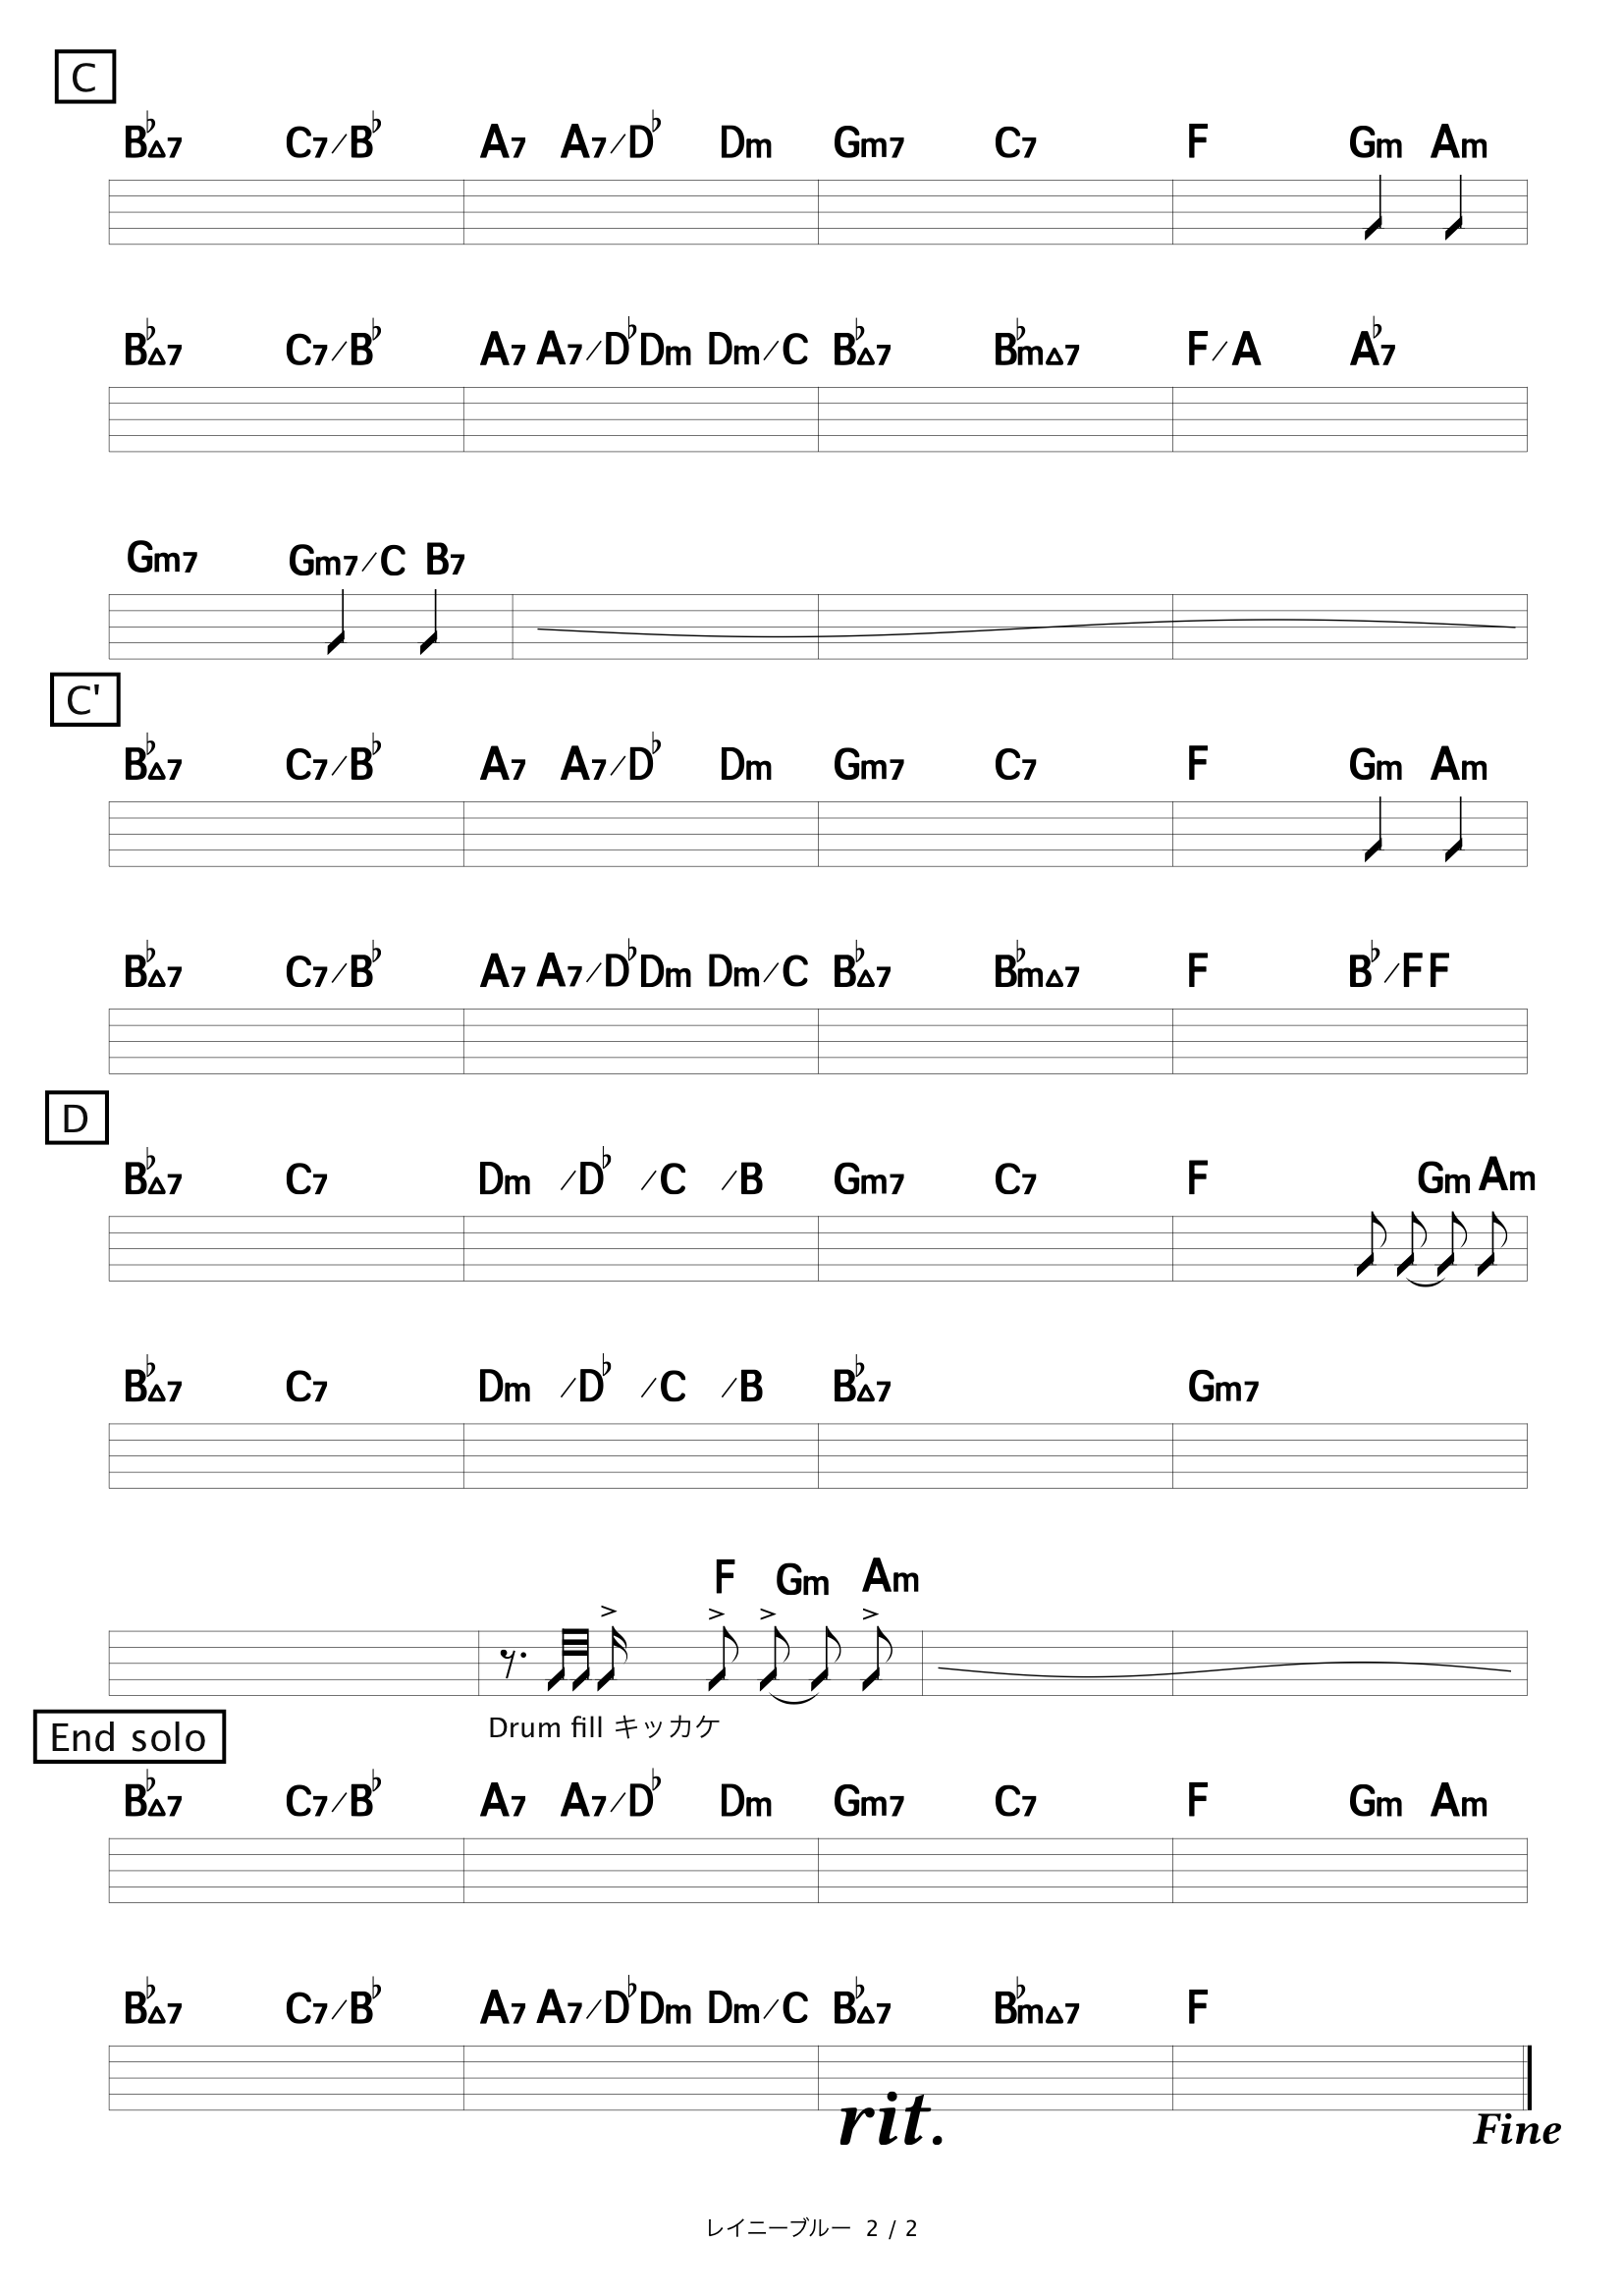 C
B♭△7 C7/B♭ A7 A7/D♭ Dm Gm7 C7 F Gm Am
B♭△7 C7/B♭ A7 A7/D♭ Dm Dm/C B♭△7 B♭m△7 F/A A♭7
Gm7 Gm7/C B7
C'
B♭△7 C7/B♭ A7 A7/D♭ Dm Gm7 C7 F Gm Am
B♭△7 C7/B♭ A7 A7/D♭ Dm Dm/C B♭△7 B♭m△7 F B♭/F F
D
B♭△7 C7 Dm /D♭ /C /B Gm7 C7 F Gm Am
B♭△7 C7 Dm /D♭ /C /B B♭△7 Gm7
F Gm Am
Drum fill キッカケ
End solo
B♭△7 C7/B♭ A7 A7/D♭ Dm Gm7 C7 F Gm Am
B♭△7 C7/B♭ A7 A7/D♭ Dm Dm/C B♭△7 B♭m△7 F
rit.
Fine
レイニーブルー 2 / 2